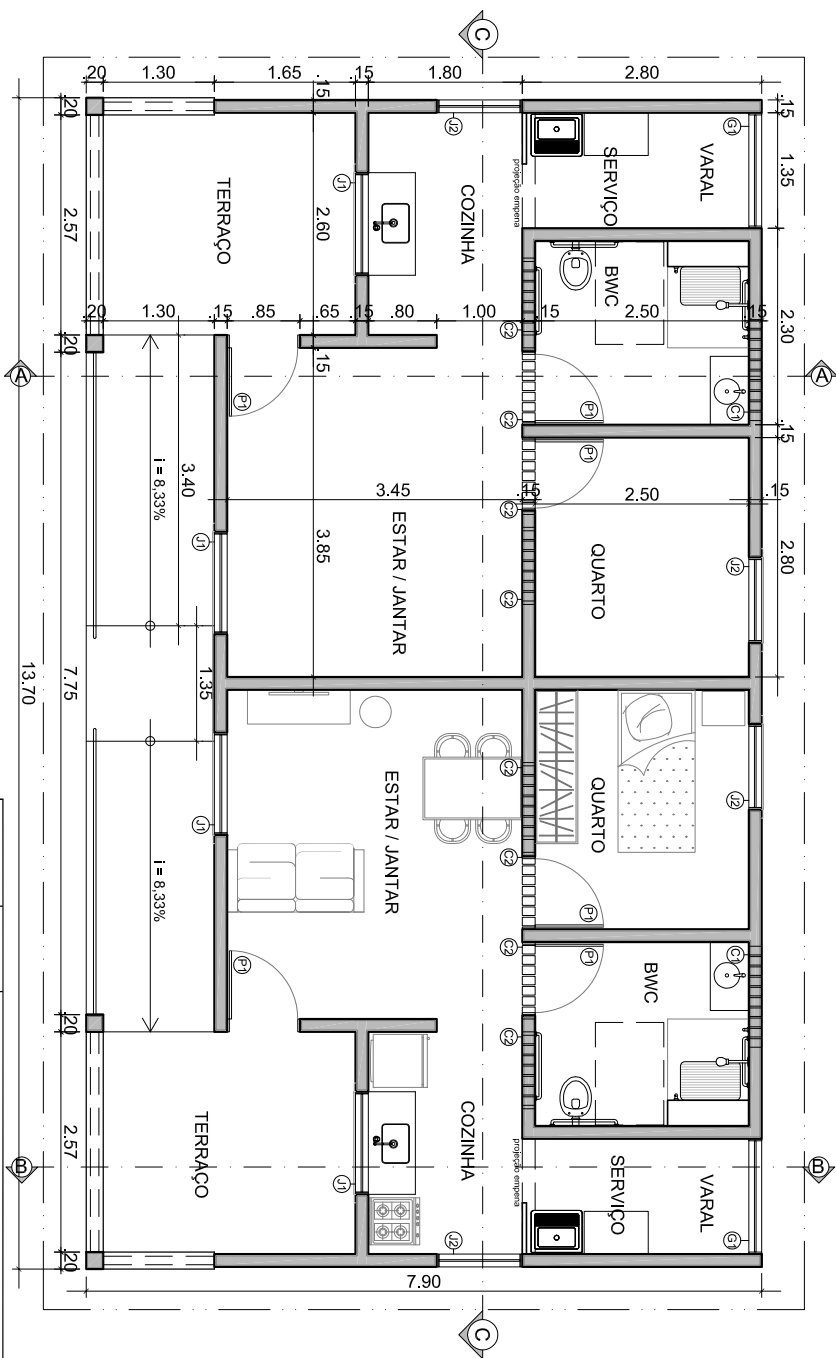 C
.20
1.30
1.65
.15
1.80
2.80
.20
.15
.15
J2
G1
VARAL
1.35
SERVIÇO
projeção empena
COZINHA
J1
TERRAÇO
2.57
2.60
BWC
2.30
.20
1.30
.15
.85
.65
.15
.80
1.00
.15
2.50
.15
C2
.20
.15
A
A
P1
C2
P1
C1
.15
P1
i = 8,33%
3.40
3.45
.15
2.50
.15
C2
J1
3.85
ESTAR / JANTAR
QUARTO
J2
2.80
C2
13.70
7.75
1.35
J1
ESTAR / JANTAR
C2
QUARTO
J2
C2
i = 8,33%
P1
P1
C2
P1
C1
BWC
.20
C2
TERRAÇO
2.57
COZINHA
J1
projeção empena
SERVIÇO
VARAL
B
B
J2
G1
.20
7.90
C